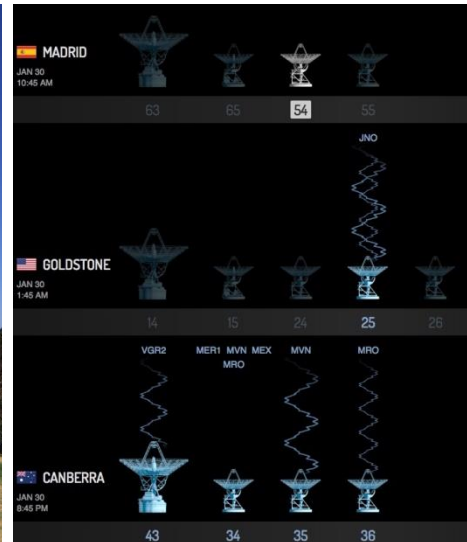 MADRID
JAN 30
10:45 AM
63 65 54 55
JNO
GOLDSTONE
JAN 30
1:45 AM
14 15 24 25 26
VGR2 MER1 MVN MEX MVN MRO
MRO
CANBERRA
JAN 30
8:45 PM
43 34 35 36